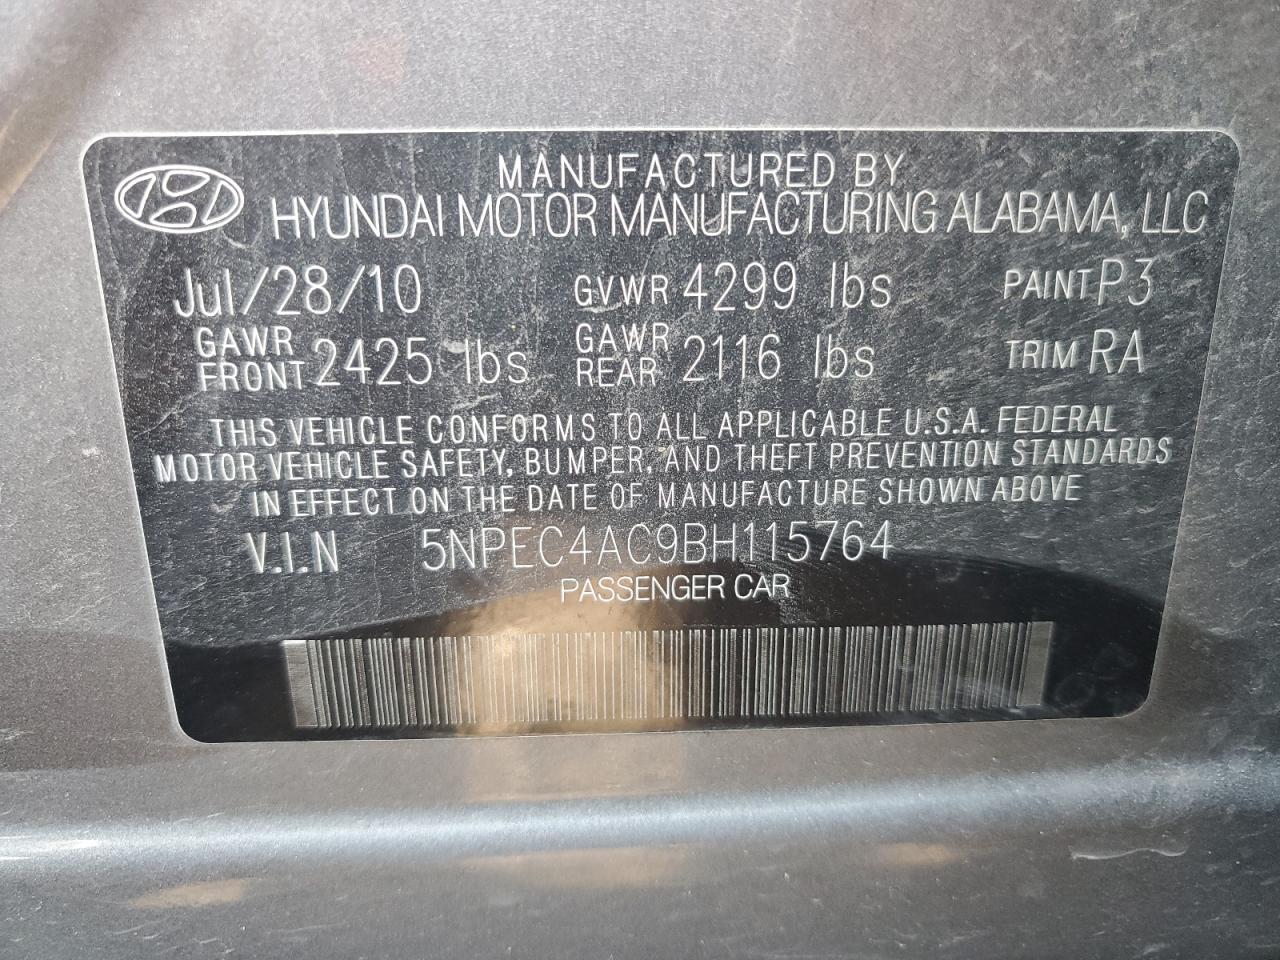 MANUFACTURED BY
HYUNDAI MOTOR MANUFACTURING ALABAMA, LLC
Jul/28/10 GVWR 4299 lbs PAINT P3
GAWR FRONT 2425 lbs GAWR REAR 2116 lbs TRIM RA
THIS VEHICLE CONFORMS TO ALL APPLICABLE U.S.A. FEDERAL
MOTOR VEHICLE SAFETY, BUMPER, AND THEFT PREVENTION STANDARDS
IN EFFECT ON THE DATE OF MANUFACTURE SHOWN ABOVE
V.I.N 5NPEC4AC9BH115764
PASSENGER CAR